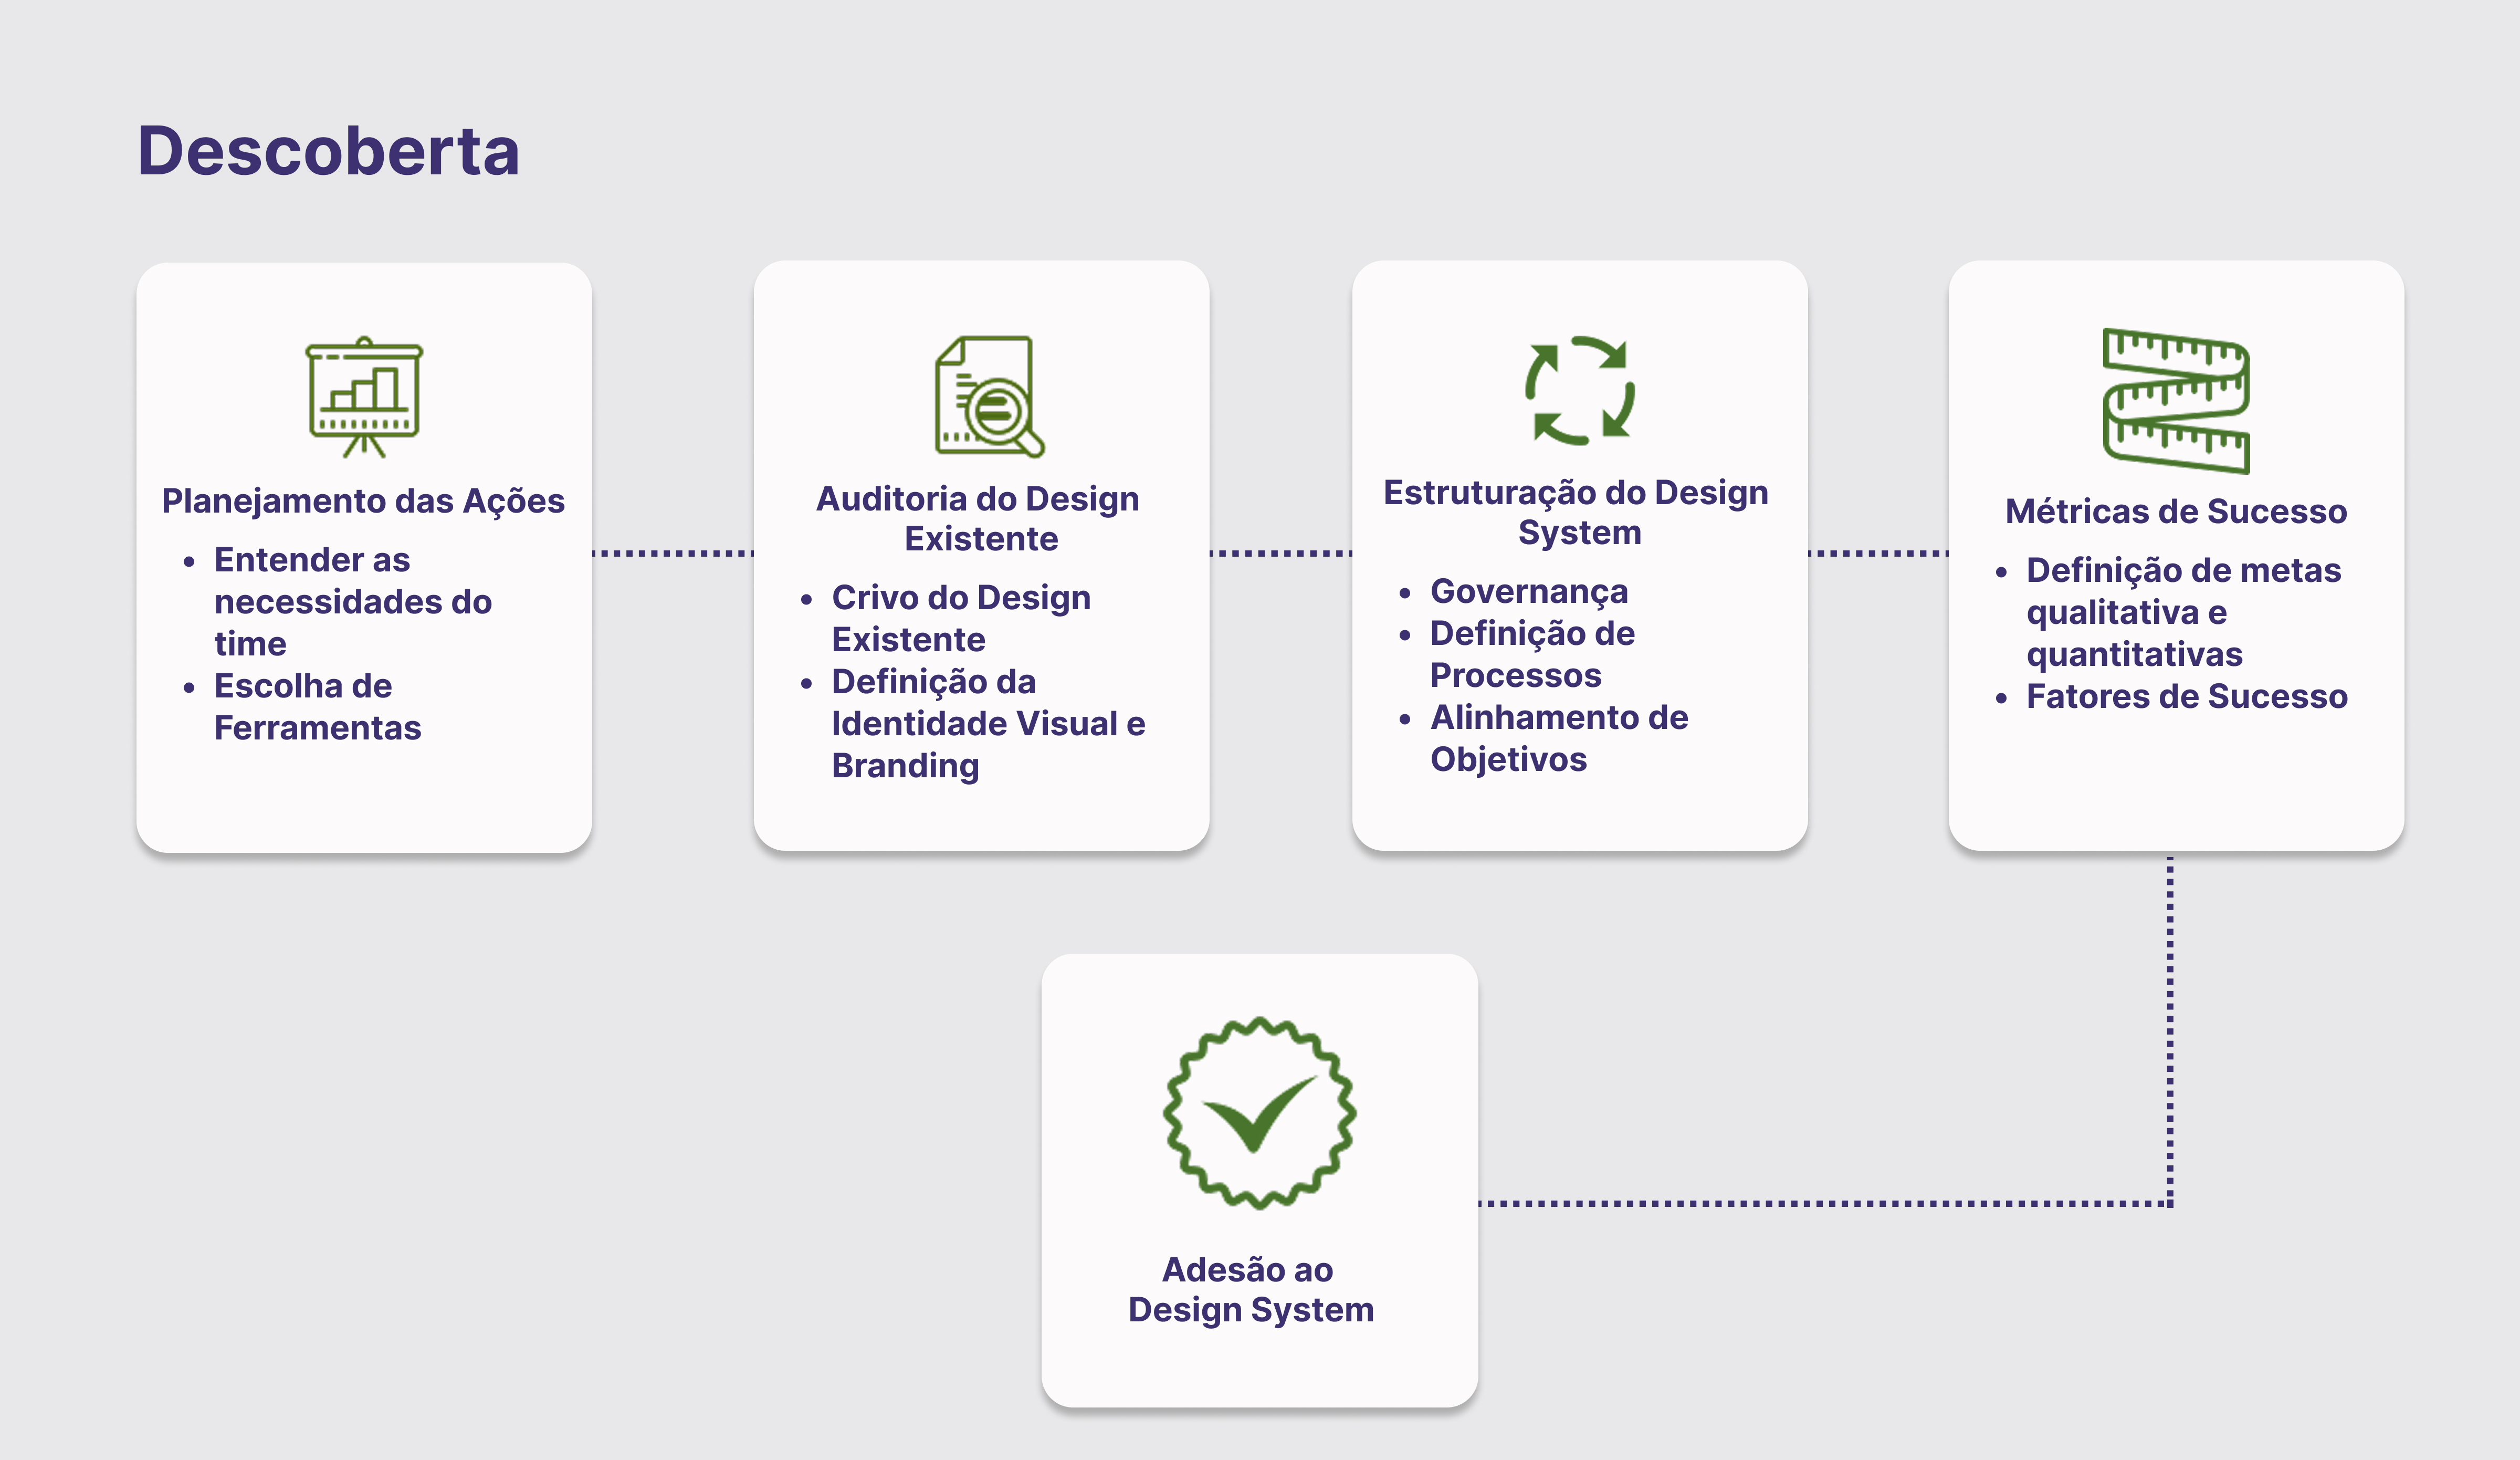 Descoberta
Planejamento das Ações
• Entender as
necessidades do
time
• Escolha de
Ferramentas
Auditoria do Design
Existente
• Crivo do Design
Existente
• Definição da
Identidade Visual e
Branding
Estruturação do Design
System
• Governança
• Definição de
Processos
• Alinhamento de
Objetivos
Métricas de Sucesso
• Definição de metas
qualitativa e
quantitativas
• Fatores de Sucesso
Adesão ao
Design System